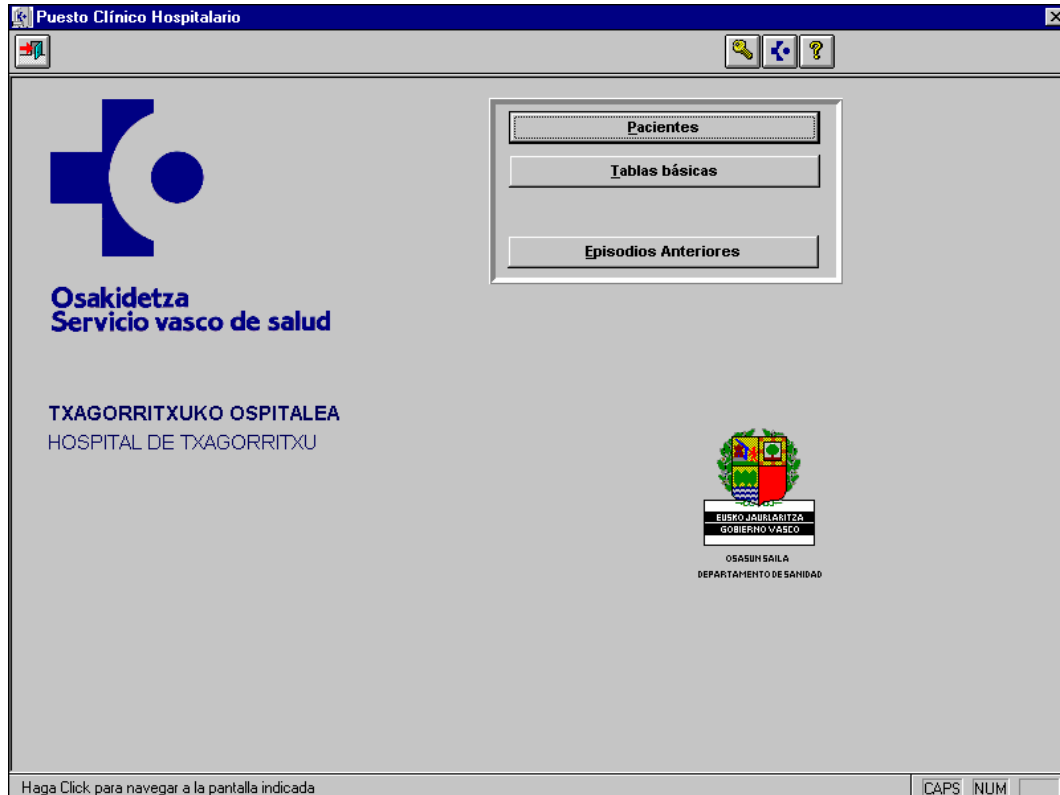 Puesto Clínico Hospitalario
Pacientes
Tablas básicas
Episodios Anteriores
Osakidetza
Servicio vasco de salud
TXAGORRITXUKO OSPITALEA
HOSPITAL DE TXAGORRITXU
EUSKO JAURLARITZA
GOBIERNO VASCO
OSASUN SAILA
DEPARTAMENTO DE SANIDAD
Haga Click para navegar a la pantalla indicada
CAPS NUM